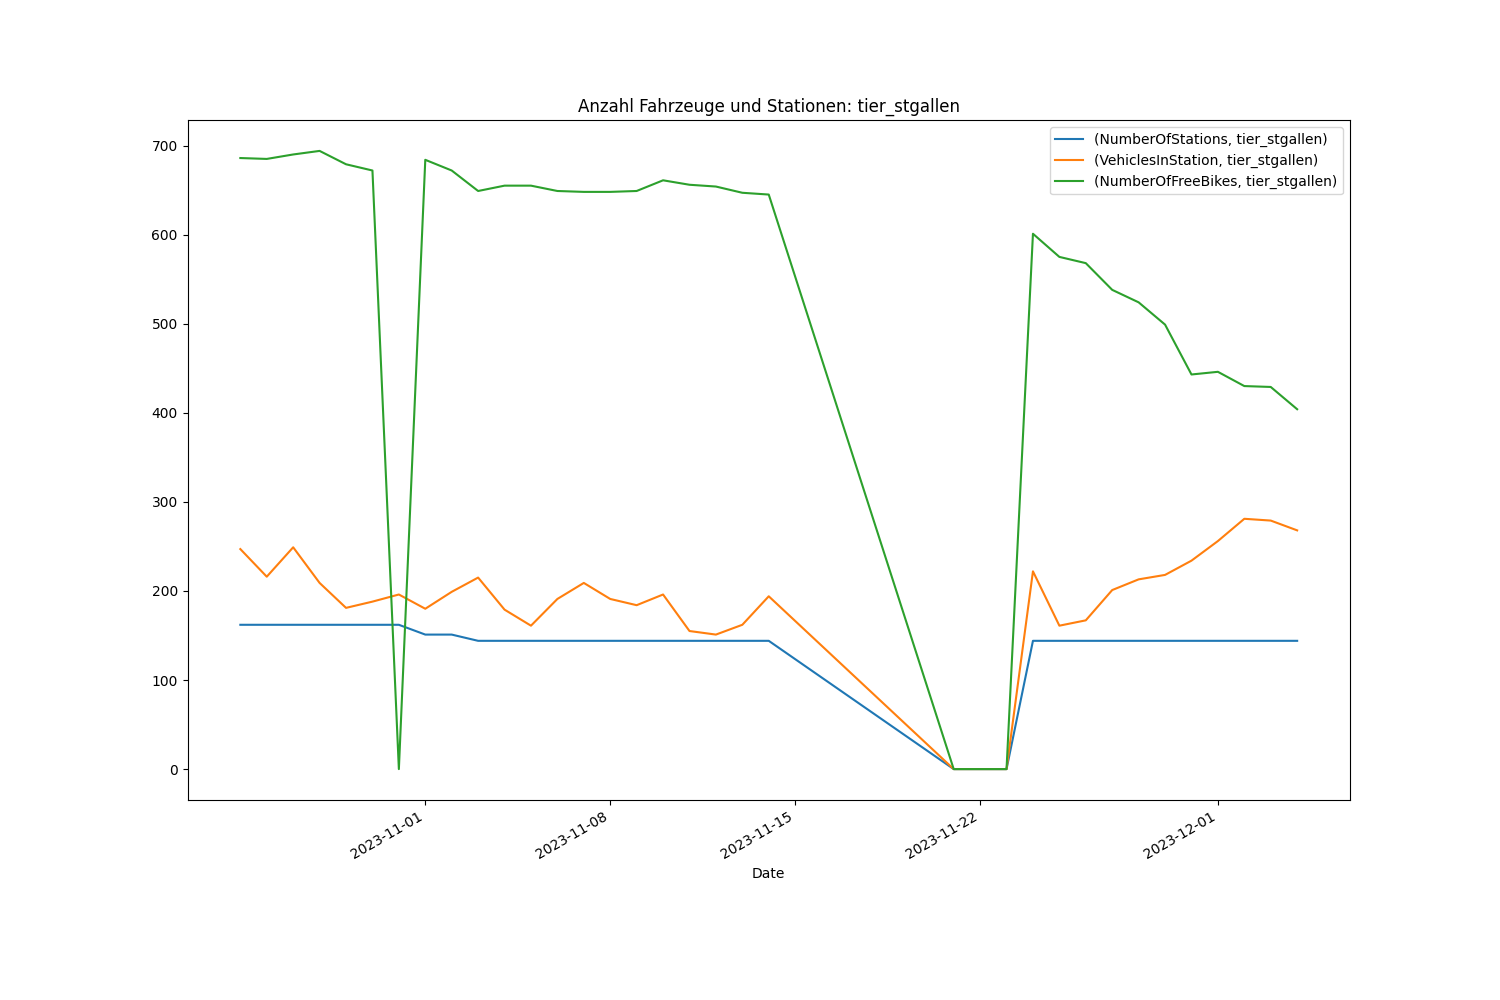 Anzahl Fahrzeuge und Stationen: tier_stgallen
(NumberOfStations, tier_stgallen)
(VehiclesInStation, tier_stgallen)
(NumberOfFreeBikes, tier_stgallen)
700
600
500
400
300
200
100
0
2023-11-01
2023-11-08
2023-11-15
2023-11-22
2023-12-01
Date